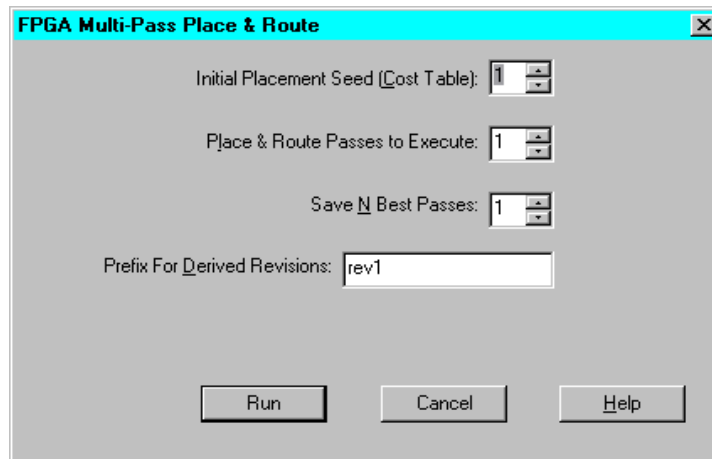 FPGA Multi-Pass Place & Route
Initial Placement Seed (Cost Table): 1
Place & Route Passes to Execute: 1
Save N Best Passes: 1
Prefix For Derived Revisions: rev1
Run Cancel Help